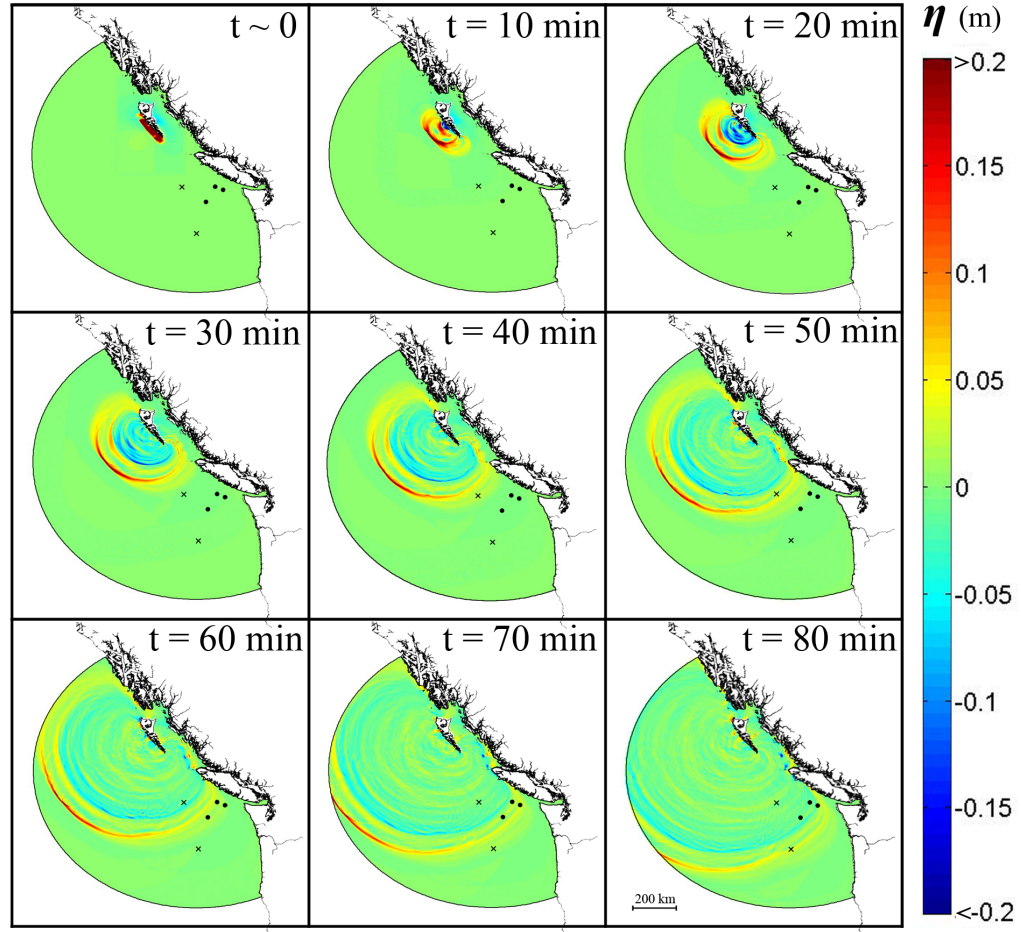 t ~ 0
t = 10 min
t = 20 min
t = 30 min
t = 40 min
t = 50 min
t = 60 min
t = 70 min
t = 80 min
200 km
η (m)
>0.2
0.15
0.1
0.05
0
-0.05
-0.1
-0.15
<-0.2